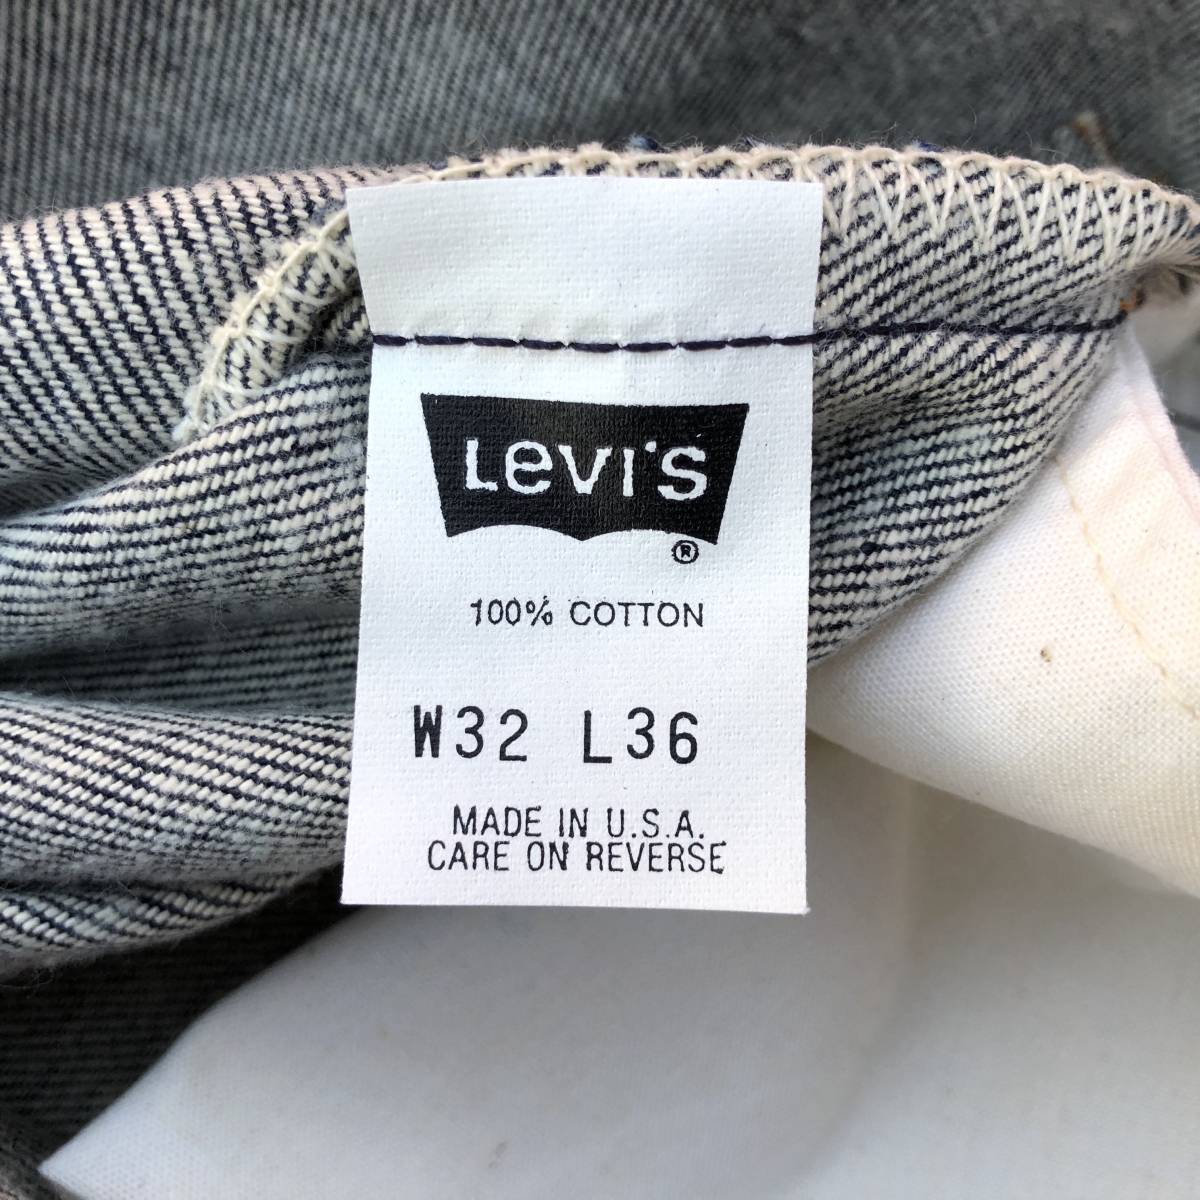 Levi's
®
100% COTTON
W32 L36
MADE IN U.S.A.
CARE ON REVERSE